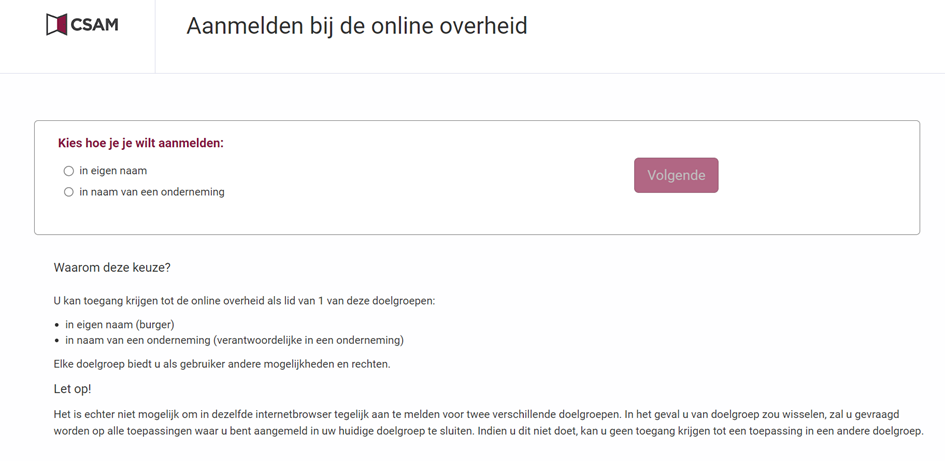 CSAM
Aanmelden bij de online overheid
Kies hoe je je wilt aanmelden:
in eigen naam
in naam van een onderneming
Volgende
Waarom deze keuze?
U kan toegang krijgen tot de online overheid als lid van 1 van deze doelgroepen:
• in eigen naam (burger)
• in naam van een onderneming (verantwoordelijke in een onderneming)
Elke doelgroep biedt u als gebruiker andere mogelijkheden en rechten.
Let op!
Het is echter niet mogelijk om in dezelfde internetbrowser tegelijk aan te melden voor twee verschillende doelgroepen. In het geval u van doelgroep zou wisselen, zal u gevraagd
worden op alle toepassingen waar u bent aangemeld in uw huidige doelgroep te sluiten. Indien u dit niet doet, kan u geen toegang krijgen tot een toepassing in een andere doelgroep.